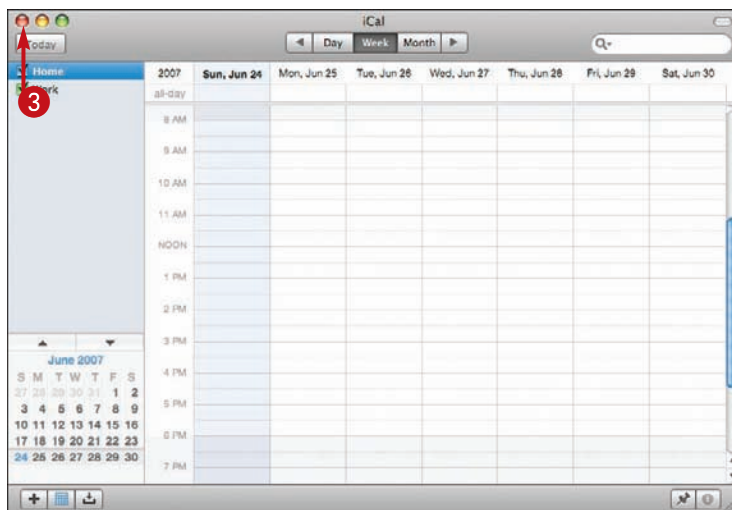 iCal
Today
Day Week Month
Home
Work
3
2007 Sun, Jun 24 Mon, Jun 25 Tue, Jun 26 Wed, Jun 27 Thu, Jun 28 Fri, Jun 29 Sat, Jun 30
all-day
8 AM
9 AM
10 AM
11 AM
NOON
1 PM
2 PM
3 PM
4 PM
5 PM
6 PM
7 PM
June 2007
S M T W T F S
27 28 29 30 31 1 2
3 4 5 6 7 8 9
10 11 12 13 14 15 16
17 18 19 20 21 22 23
24 25 26 27 28 29 30